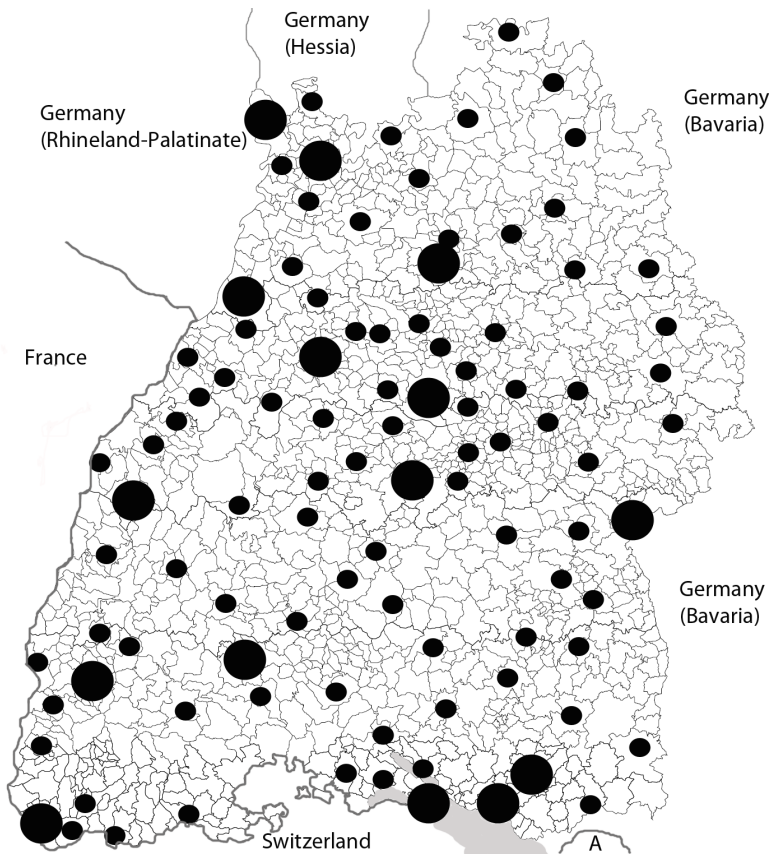 Germany
(Hessia)
Germany
(Rhineland-Palatinate)
Germany
(Bavaria)
France
Germany
(Bavaria)
Switzerland
A